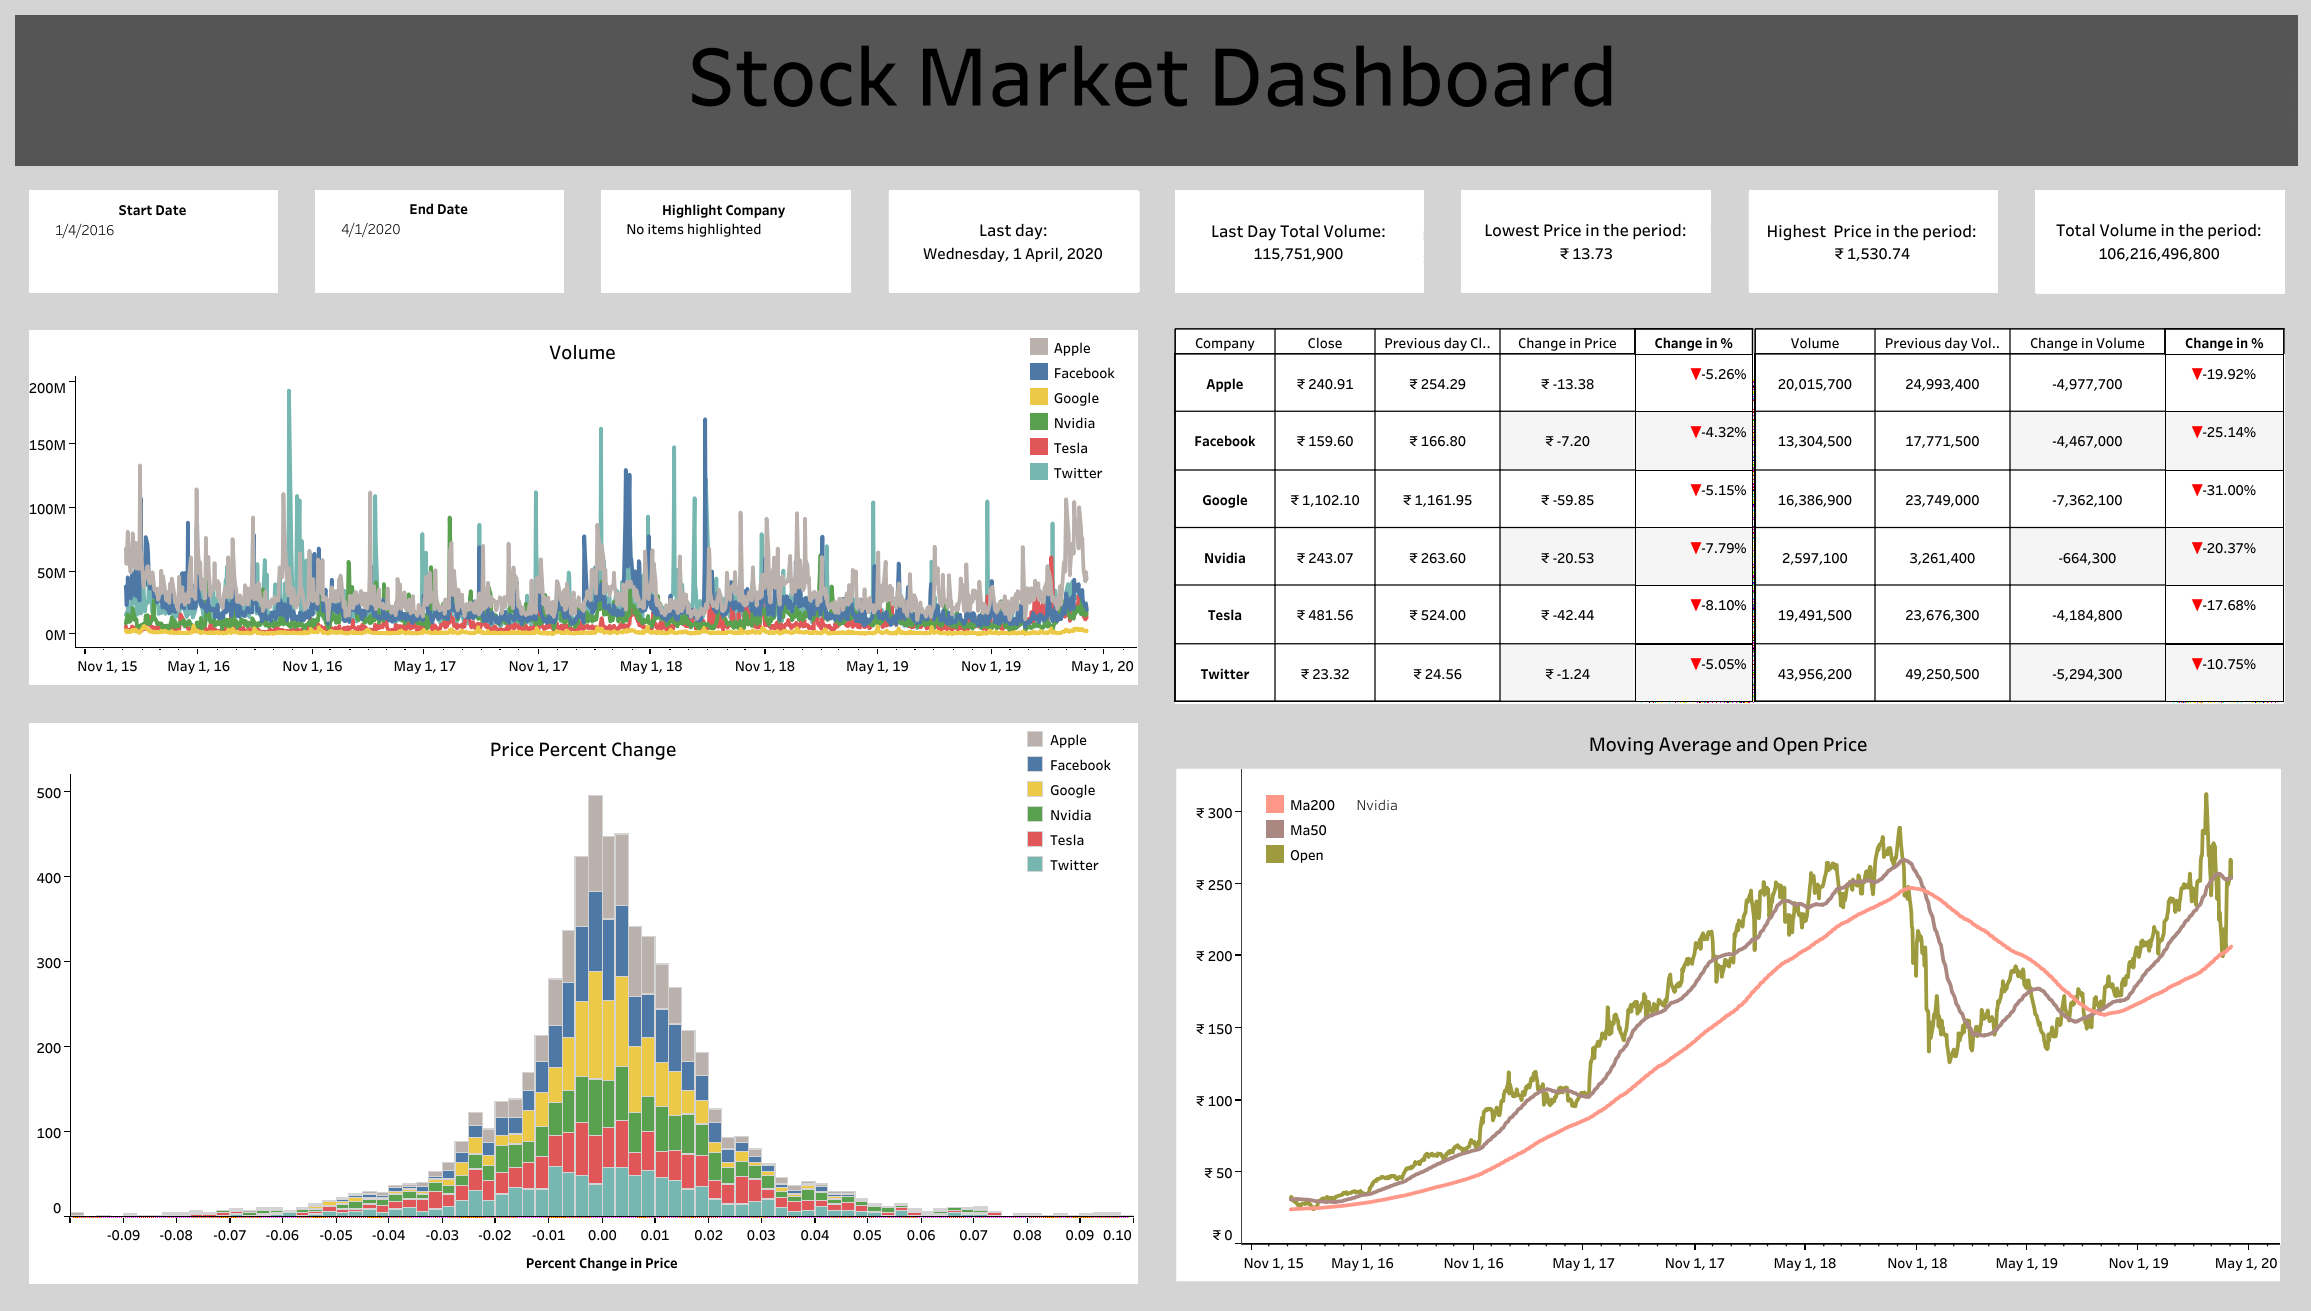 Stock Market Dashboard
Start Date
1/4/2016
End Date
4/1/2020
Highlight Company
No items highlighted
Last day:
Wednesday, 1 April, 2020
Last Day Total Volume:
115,751,900
Lowest Price in the period:
₹ 13.73
Highest Price in the period:
₹ 1,530.74
Total Volume in the period:
106,216,496,800
Volume
Apple
Facebook
Google
Nvidia
Tesla
Twitter
200M
150M
100M
50M
0M
Nov 1, 15 May 1, 16 Nov 1, 16 May 1, 17 Nov 1, 17 May 1, 18 Nov 1, 18 May 1, 19 Nov 1, 19 May 1, 20
Company Close Previous day Cl.. Change in Price Change in % Volume Previous day Vol.. Change in Volume Change in %
Apple ₹ 240.91 ₹ 254.29 ₹ -13.38 ▼-5.26% 20,015,700 24,993,400 -4,977,700 ▼-19.92%
Facebook ₹ 159.60 ₹ 166.80 ₹ -7.20 ▼-4.32% 13,304,500 17,771,500 -4,467,000 ▼-25.14%
Google ₹ 1,102.10 ₹ 1,161.95 ₹ -59.85 ▼-5.15% 16,386,900 23,749,000 -7,362,100 ▼-31.00%
Nvidia ₹ 243.07 ₹ 263.60 ₹ -20.53 ▼-7.79% 2,597,100 3,261,400 -664,300 ▼-20.37%
Tesla ₹ 481.56 ₹ 524.00 ₹ -42.44 ▼-8.10% 19,491,500 23,676,300 -4,184,800 ▼-17.68%
Twitter ₹ 23.32 ₹ 24.56 ₹ -1.24 ▼-5.05% 43,956,200 49,250,500 -5,294,300 ▼-10.75%
Price Percent Change
Apple
Facebook
Google
Nvidia
Tesla
Twitter
500
400
300
200
100
0
-0.09 -0.08 -0.07 -0.06 -0.05 -0.04 -0.03 -0.02 -0.01 0.00 0.01 0.02 0.03 0.04 0.05 0.06 0.07 0.08 0.09 0.10
Percent Change in Price
Moving Average and Open Price
Ma200 Nvidia
Ma50
Open
₹ 300
₹ 250
₹ 200
₹ 150
₹ 100
₹ 50
₹ 0
Nov 1, 15 May 1, 16 Nov 1, 16 May 1, 17 Nov 1, 17 May 1, 18 Nov 1, 18 May 1, 19 Nov 1, 19 May 1, 20